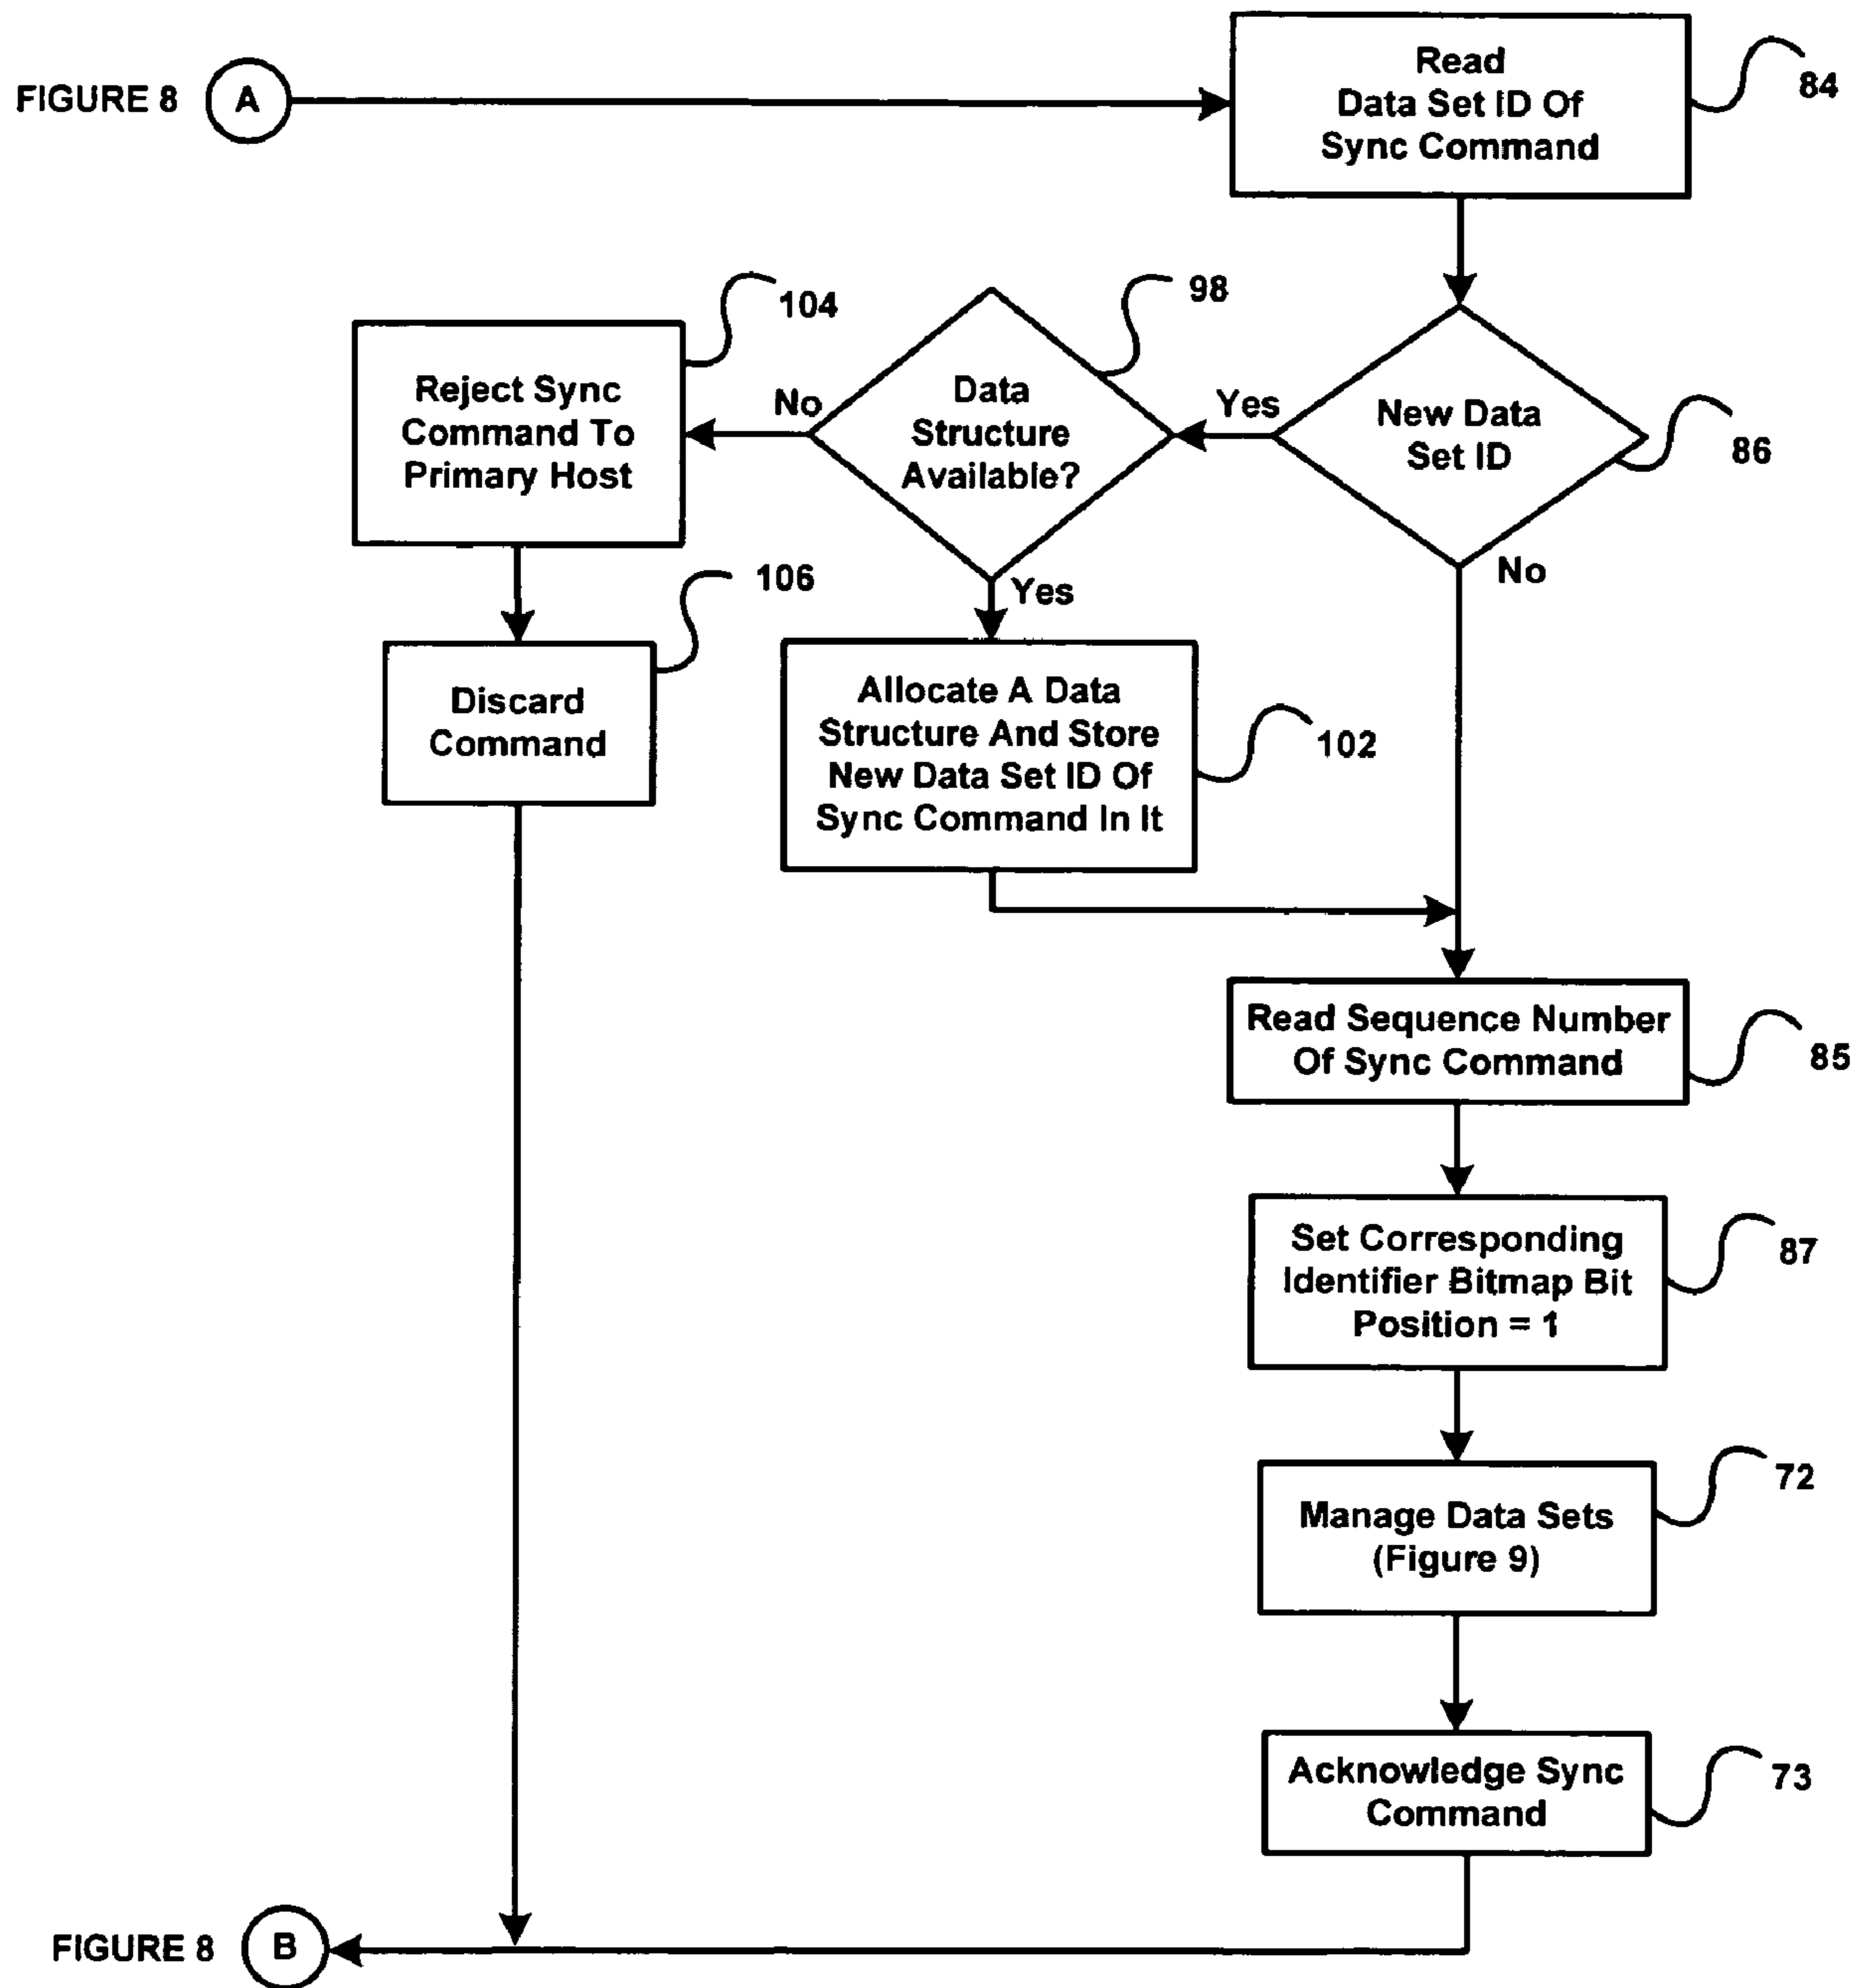 FIGURE 8
A
Read
Data Set ID Of
Sync Command
84
New Data
Set ID
86
Yes
No
Data
Structure
Available?
98
No
Yes
Reject Sync
Command To
Primary Host
104
Discard
Command
106
Allocate A Data
Structure And Store
New Data Set ID Of
Sync Command In It
102
Read Sequence Number
Of Sync Command
85
Set Corresponding
Identifier Bitmap Bit
Position = 1
87
Manage Data Sets
(Figure 9)
72
Acknowledge Sync
Command
73
FIGURE 8
B